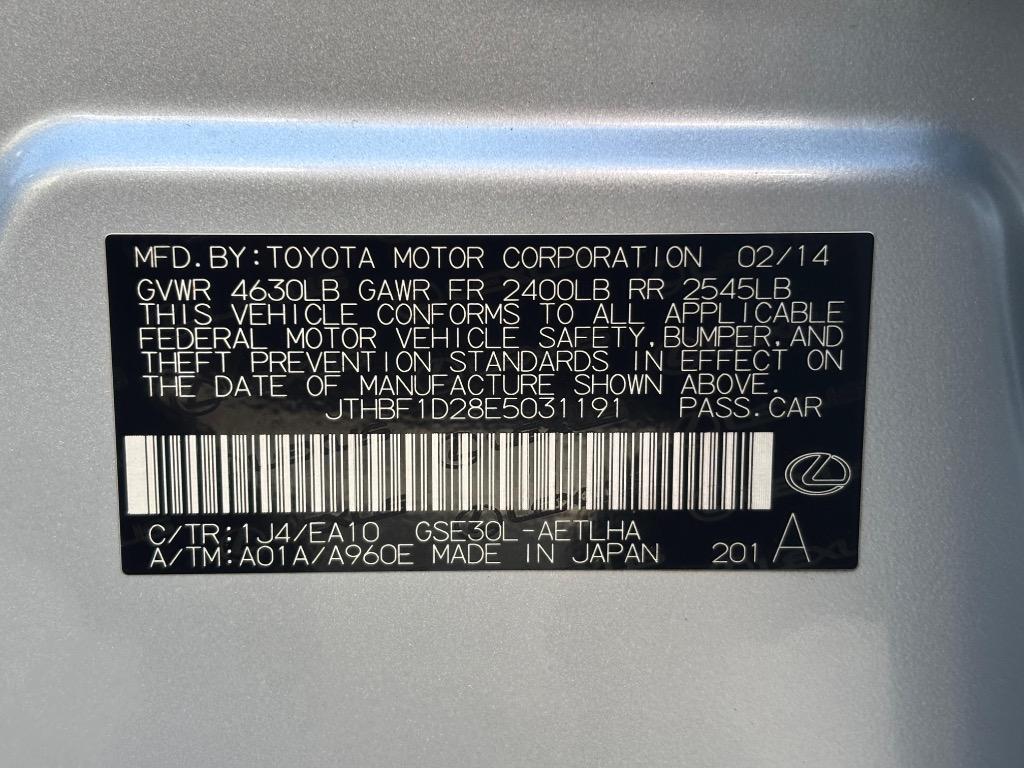 MFD. BY: TOYOTA MOTOR CORPORATION 02/14
GVWR 4630LB GAWR FR 2400LB RR 2545LB
THIS VEHICLE CONFORMS TO ALL APPLICABLE
FEDERAL MOTOR VEHICLE SAFETY, BUMPER, AND
THEFT PREVENTION STANDARDS IN EFFECT ON
THE DATE OF MANUFACTURE SHOWN ABOVE.
JTHBF1D28E5031191 PASS. CAR
C/TR: 1J4/EA10 GSE30L-AETLHA
A/TM: A01A/A960E MADE IN JAPAN 201 A